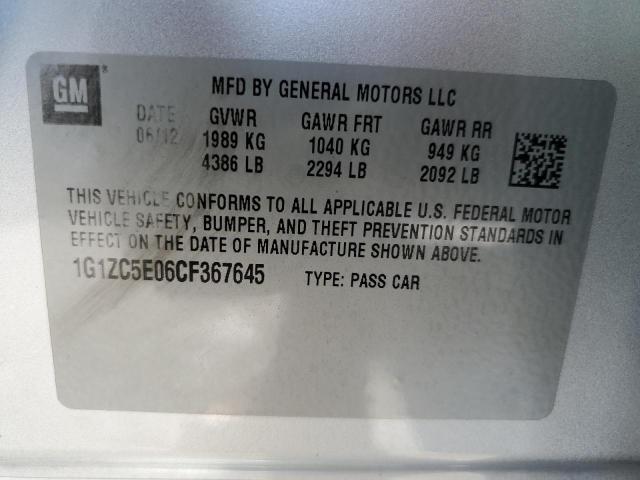 GM
MFD BY GENERAL MOTORS LLC
DATE GVWR GAWR FRT GAWR RR
06/12 1989 KG 1040 KG 949 KG
4386 LB 2294 LB 2092 LB
THIS VEHICLE CONFORMS TO ALL APPLICABLE U.S. FEDERAL MOTOR
VEHICLE SAFETY, BUMPER, AND THEFT PREVENTION STANDARDS IN
EFFECT ON THE DATE OF MANUFACTURE SHOWN ABOVE.
1G1ZC5E06CF367645 TYPE: PASS CAR